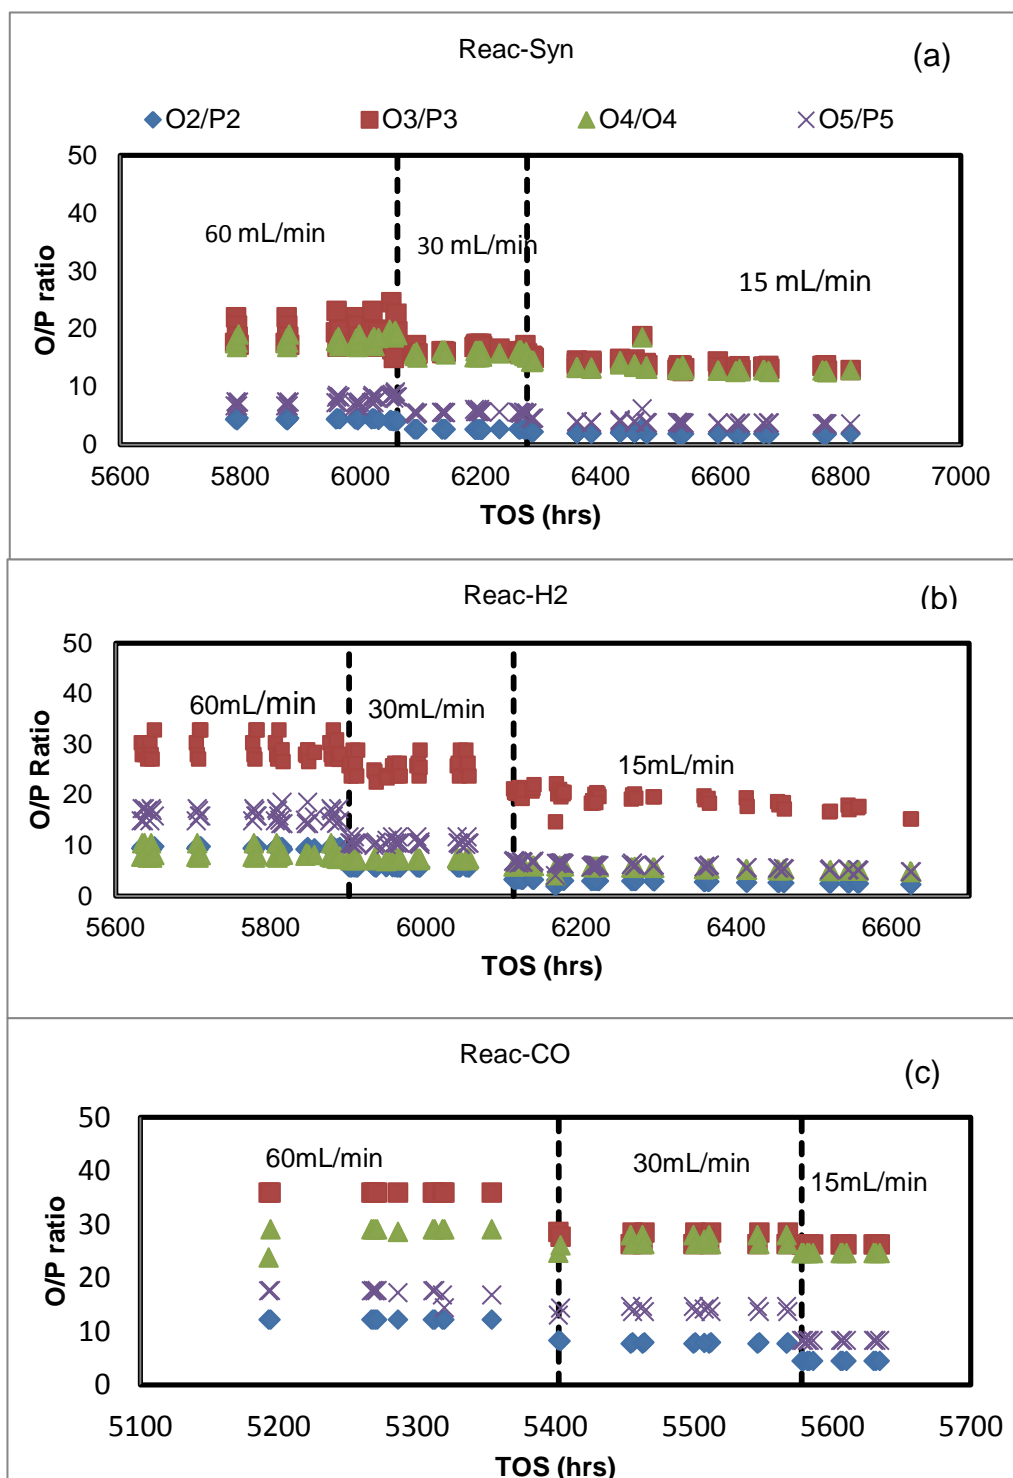 Reac-Syn
(a)
O2/P2 O3/P3 O4/O4 O5/P5
50
40
30
20
10
0
O/P ratio
60 mL/min
30 mL/min
15 mL/min
5600 5800 6000 6200 6400 6600 6800 7000
TOS (hrs)
Reac-H2
(b)
50
40
30
20
10
0
O/P Ratio
60mL/min
30mL/min
15mL/min
5600 5800 6000 6200 6400 6600
TOS (hrs)
Reac-CO
(c)
50
40
30
20
10
0
O/P ratio
60mL/min
30mL/min
15mL/min
5100 5200 5300 5400 5500 5600 5700
TOS (hrs)